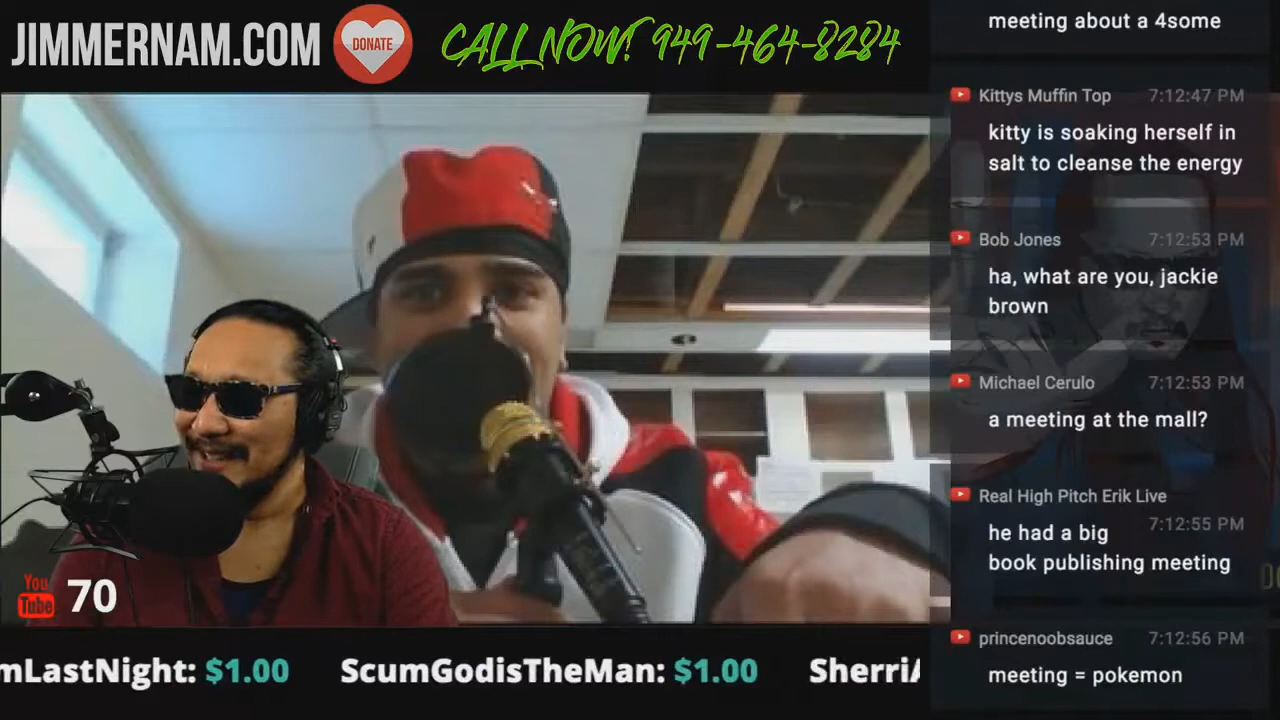 JIMMERNAM.COM
DONATE
CALL NOW! 949-464-8284
meeting about a 4some
Kittys Muffin Top 7:12:47 PM
kitty is soaking herself in
salt to cleanse the energy
Bob Jones 7:12:53 PM
ha, what are you, jackie
brown
Michael Cerulo 7:12:53 PM
a meeting at the mall?
Real High Pitch Erik Live
7:12:55 PM
he had a big
book publishing meeting
princenoobsauce 7:12:56 PM
meeting = pokemon
You
Tube 70
mLastNight: $1.00 ScumGodisTheMan: $1.00 Sherri